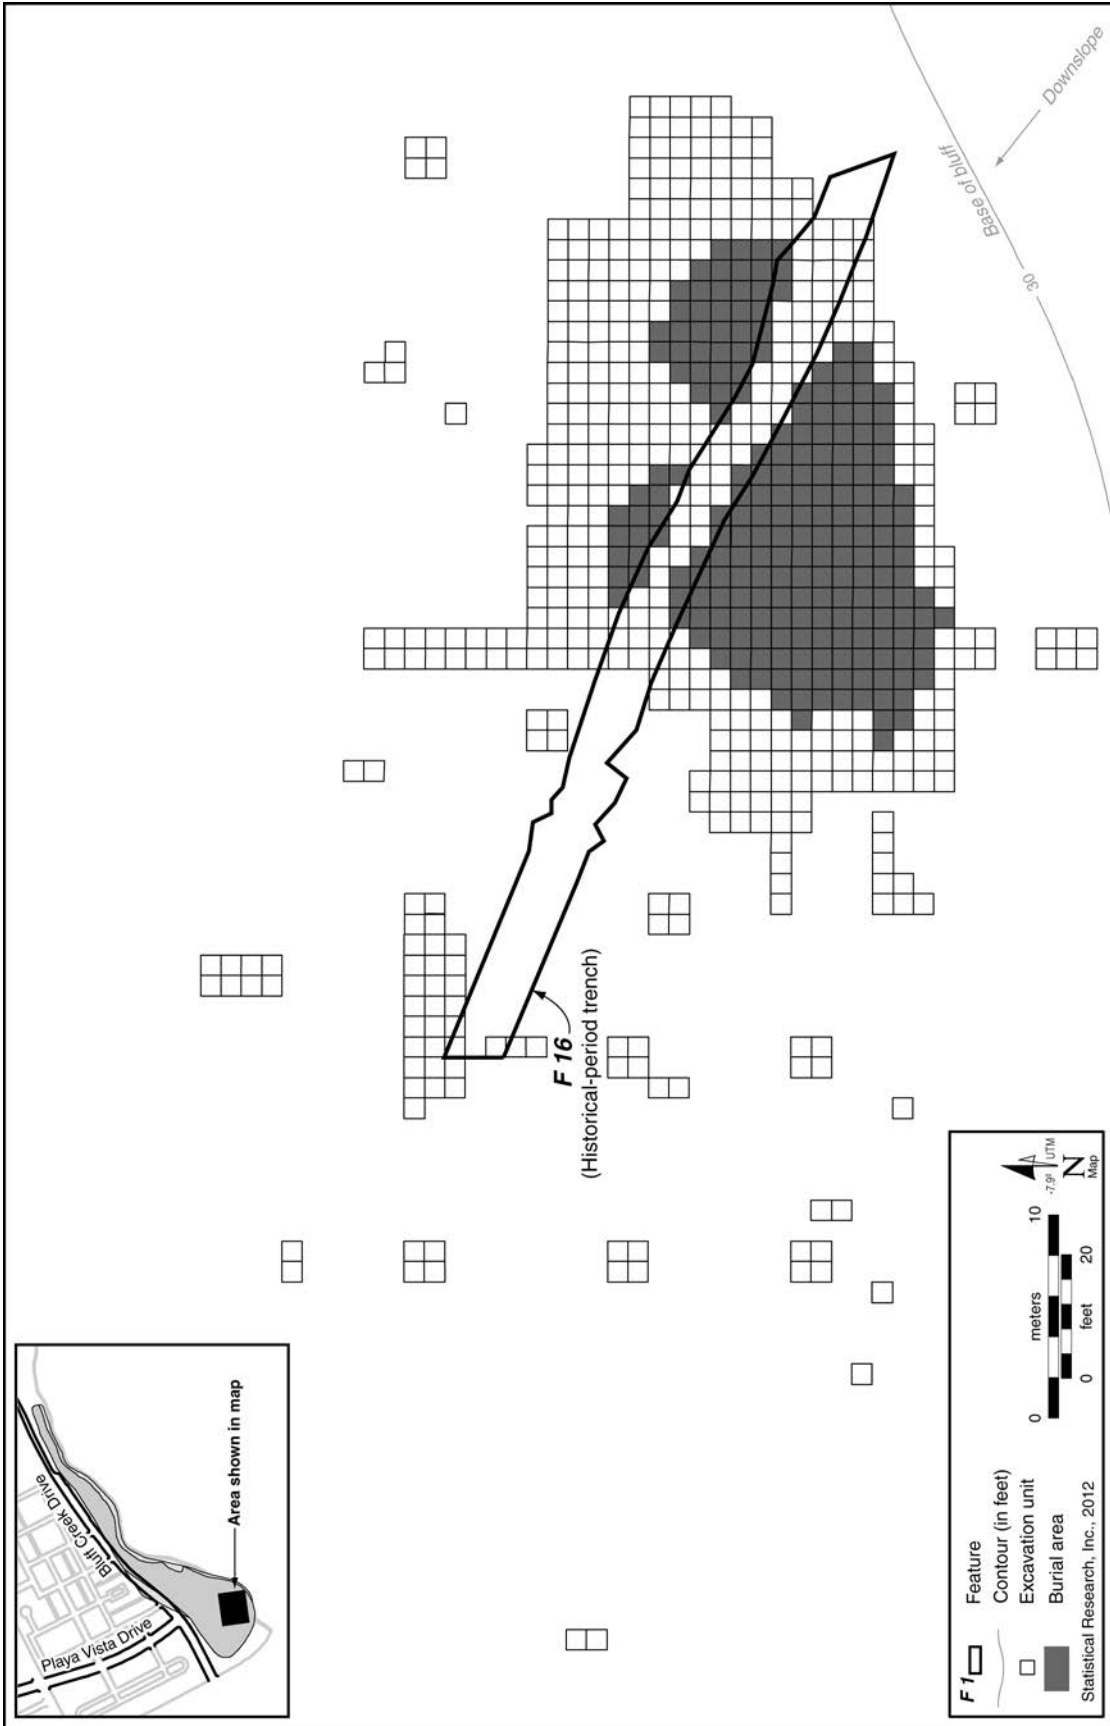 Playa Vista Drive
Bluff Creek Drive
Area shown in map
F 16
(Historical-period trench)
Base of bluff
Downslope
30
F 1 Feature
Contour (in feet)
Excavation unit
Burial area
Statistical Research, Inc., 2012
0 meters 10
0 feet 20
-7.9º UTM
N
Map